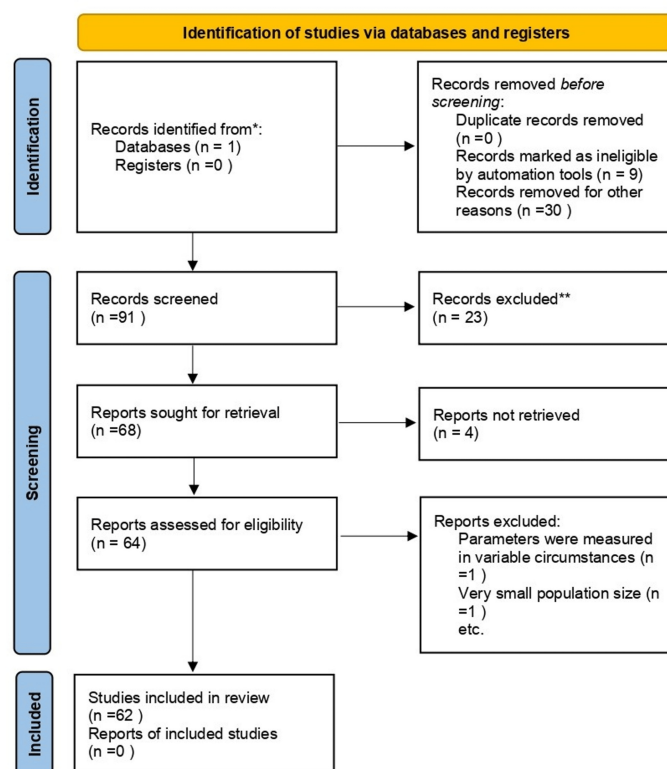 Identification of studies via databases and registers
Identification
Records identified from*:
Databases (n = 1)
Registers (n =0 )
Records removed before
screening:
Duplicate records removed
(n =0 )
Records marked as ineligible
by automation tools (n = 9)
Records removed for other
reasons (n =30 )
Screening
Records screened
(n =91 )
Records excluded**
(n = 23)
Reports sought for retrieval
(n =68)
Reports not retrieved
(n = 4)
Reports assessed for eligibility
(n = 64)
Reports excluded:
Parameters were measured
in variable circumstances (n
=1 )
Very small population size (n
=1 )
etc.
Included
Studies included in review
(n =62 )
Reports of included studies
(n =0 )